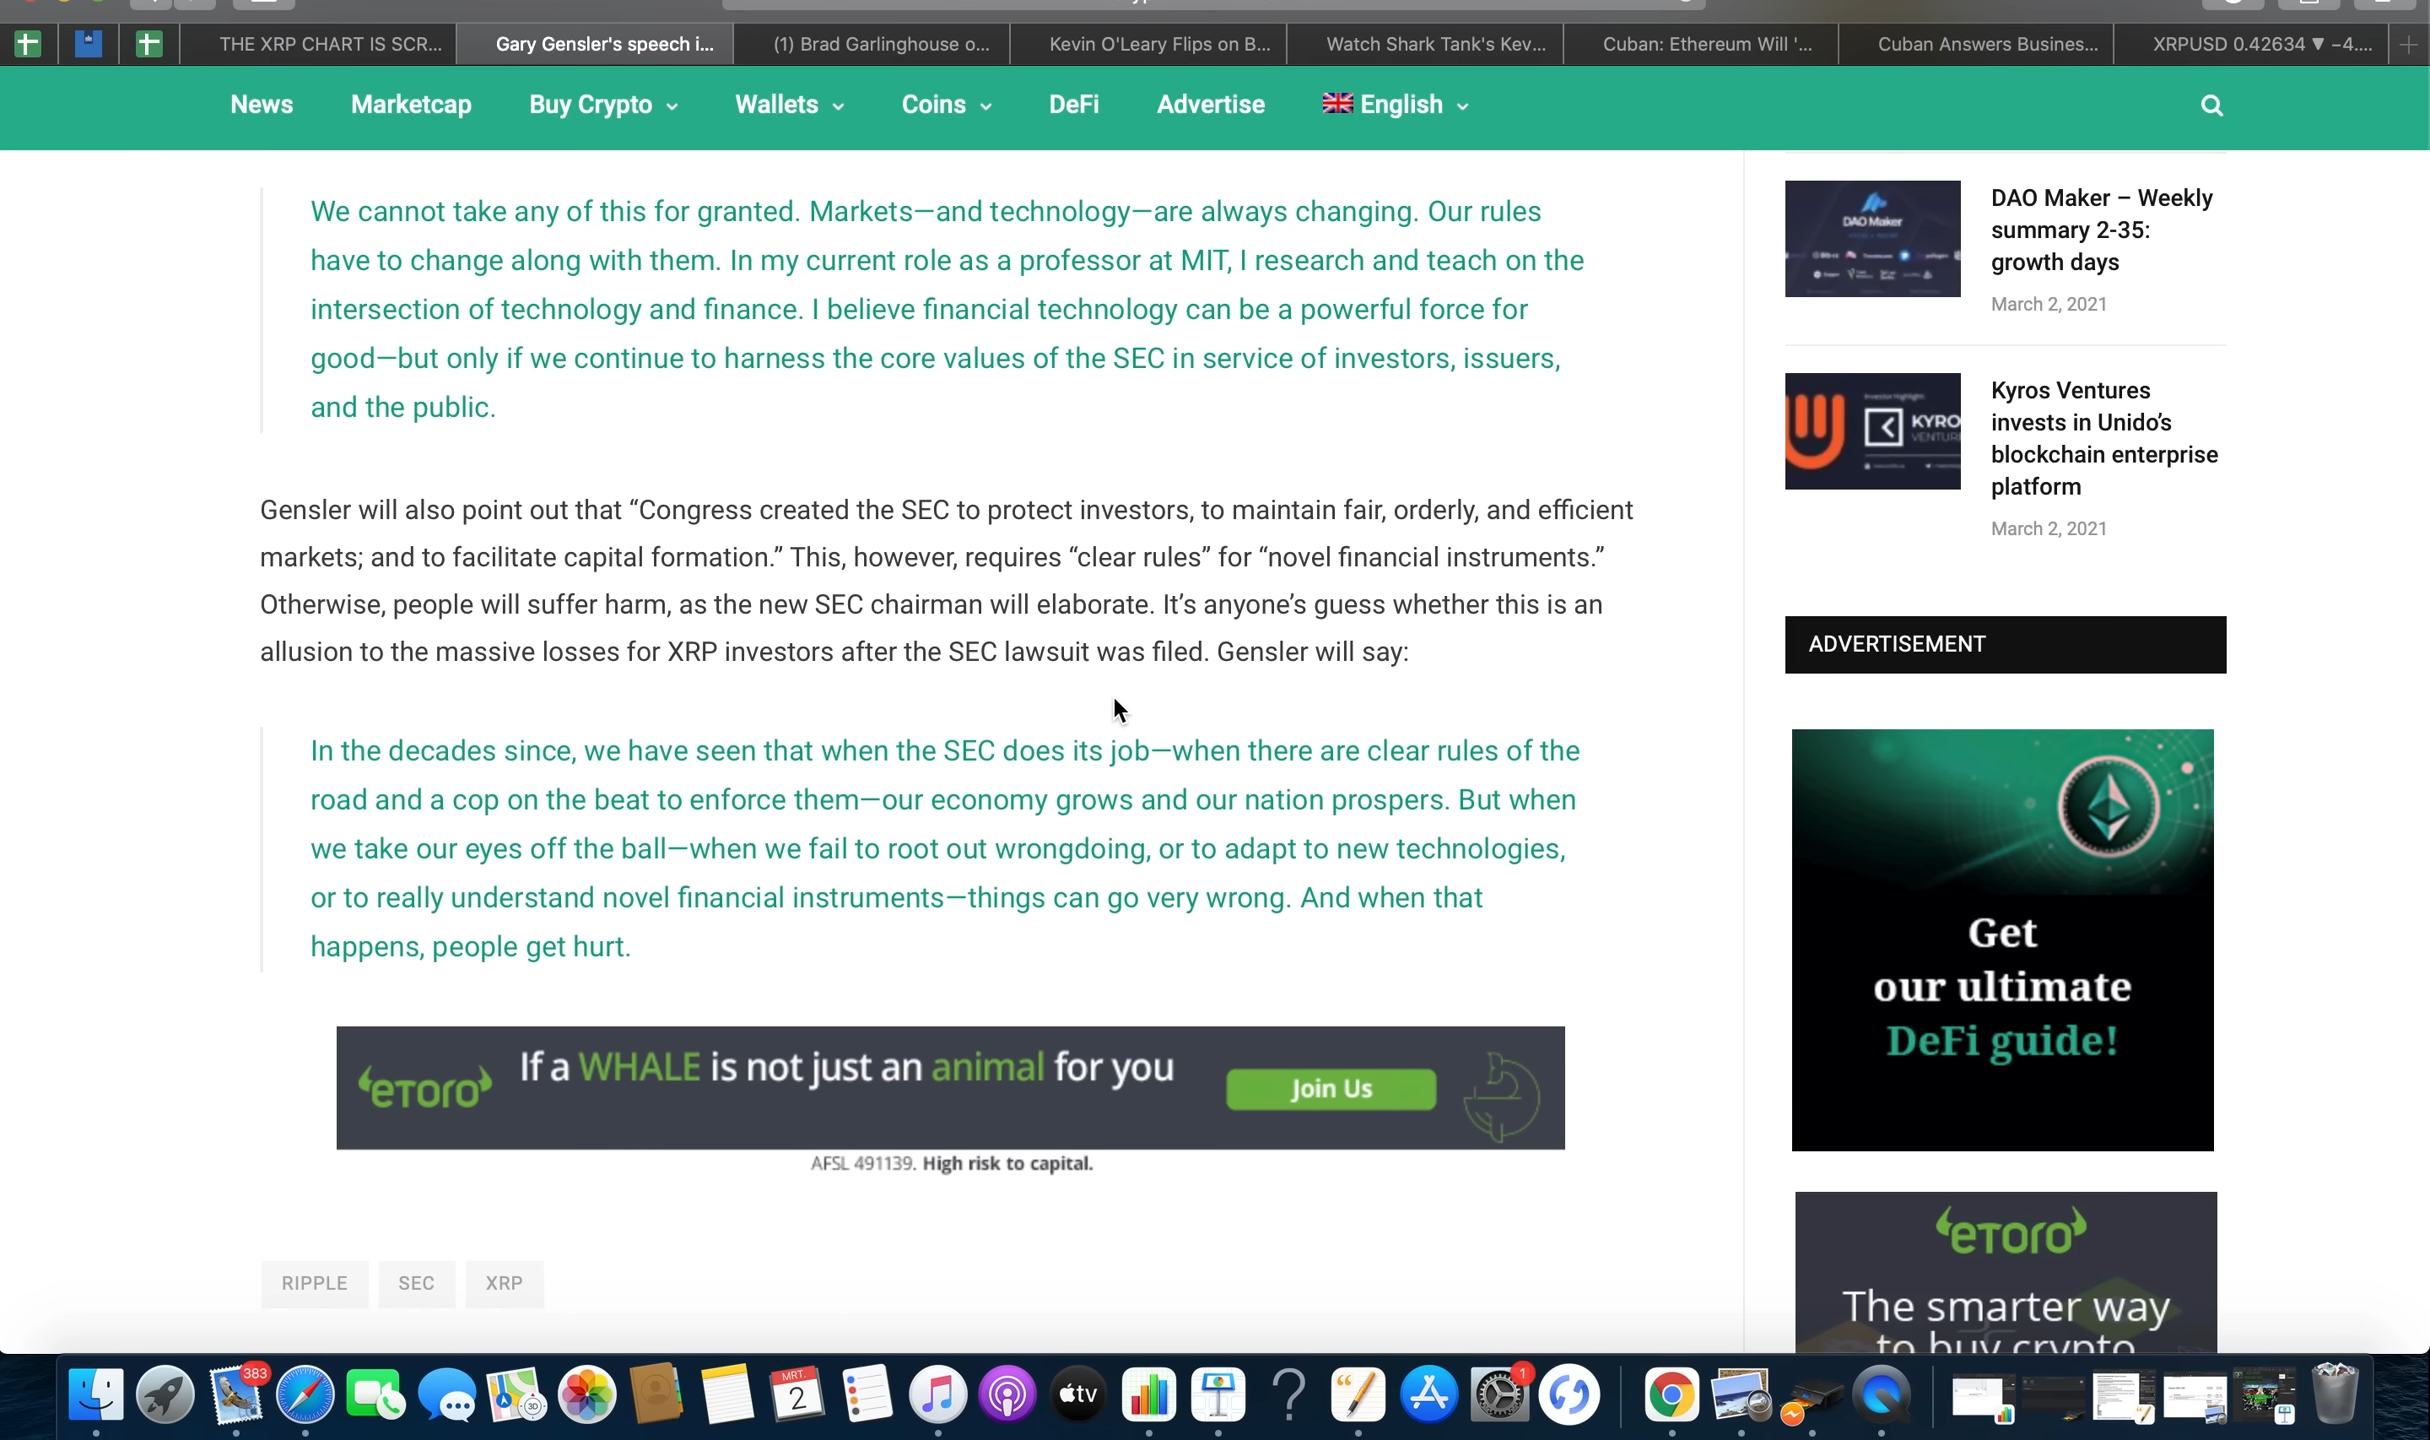 THE XRP CHART IS SCR...
Gary Gensler's speech i...
(1) Brad Garlinghouse o...
Kevin O'Leary Flips on B...
Watch Shark Tank's Kev...
Cuban: Ethereum Will '...
Cuban Answers Busines...
XRPUSD 0.42634 ▼ −4....
News
Marketcap
Buy Crypto
Wallets
Coins
DeFi
Advertise
English
We cannot take any of this for granted. Markets—and technology—are always changing. Our rules
have to change along with them. In my current role as a professor at MIT, I research and teach on the
intersection of technology and finance. I believe financial technology can be a powerful force for
good—but only if we continue to harness the core values of the SEC in service of investors, issuers,
and the public.
Gensler will also point out that “Congress created the SEC to protect investors, to maintain fair, orderly, and efficient
markets; and to facilitate capital formation.” This, however, requires “clear rules” for “novel financial instruments.”
Otherwise, people will suffer harm, as the new SEC chairman will elaborate. It’s anyone’s guess whether this is an
allusion to the massive losses for XRP investors after the SEC lawsuit was filed. Gensler will say:
In the decades since, we have seen that when the SEC does its job—when there are clear rules of the
road and a cop on the beat to enforce them—our economy grows and our nation prospers. But when
we take our eyes off the ball—when we fail to root out wrongdoing, or to adapt to new technologies,
or to really understand novel financial instruments—things can go very wrong. And when that
happens, people get hurt.
eToro
If a WHALE is not just an animal for you
Join Us
AFSL 491139. High risk to capital.
RIPPLE
SEC
XRP
DAO Maker
DAO Maker – Weekly
summary 2-35:
growth days
March 2, 2021
KYRO
VENTUR
Kyros Ventures
invests in Unido’s
blockchain enterprise
platform
March 2, 2021
ADVERTISEMENT
Get
our ultimate
DeFi guide!
eToro
The smarter way
to buy crypto
383
3D
MRT.
2
tv
1